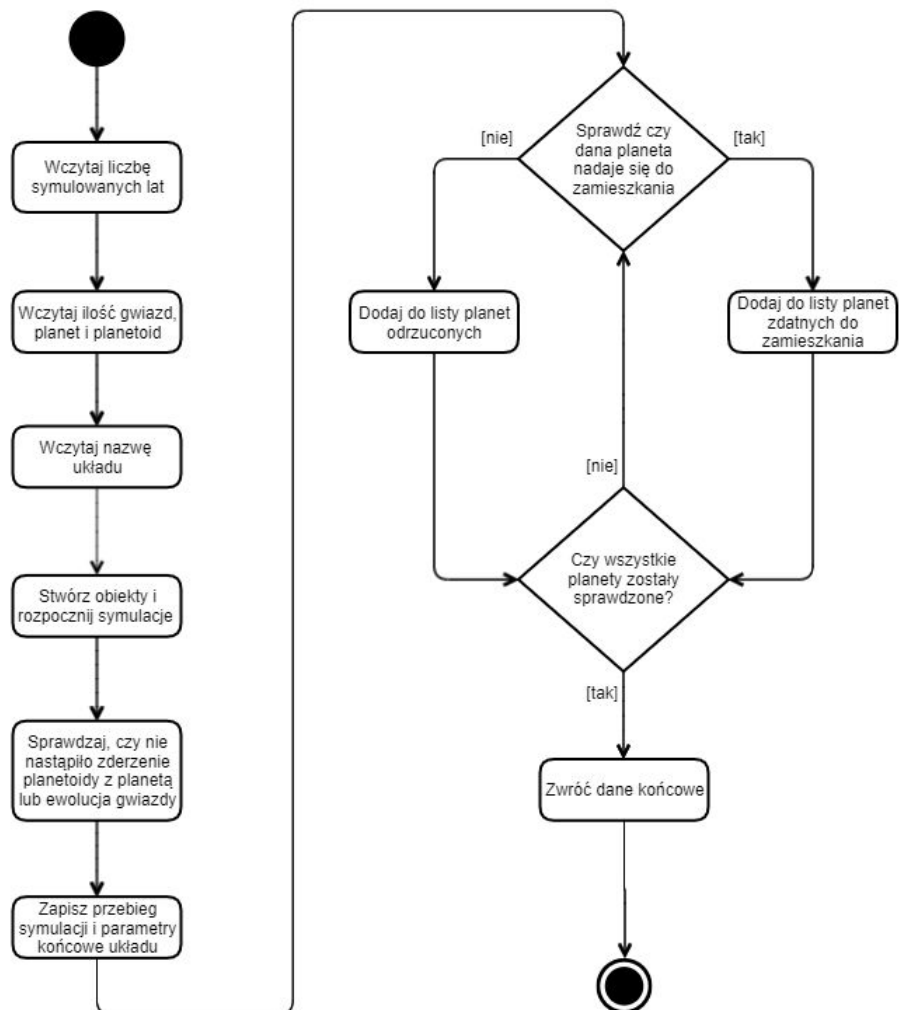 Wczytaj liczbę
symulowanych lat
Wczytaj ilość gwiazd,
planet i planetoid
Wczytaj nazwę
układu
Stwórz obiekty i
rozpocznij symulacje
Sprawdzaj, czy nie
nastąpiło zderzenie
planetoidy z planetą
lub ewolucja gwiazdy
Zapisz przebieg
symulacji i parametry
końcowe układu
Sprawdź czy
dana planeta
nadaje się do
zamieszkania
[nie]
[tak]
Dodaj do listy planet
odrzuconych
Dodaj do listy planet
zdatnych do
zamieszkania
[nie]
Czy wszystkie
planety zostały
sprawdzone?
[tak]
Zwróć dane końcowe